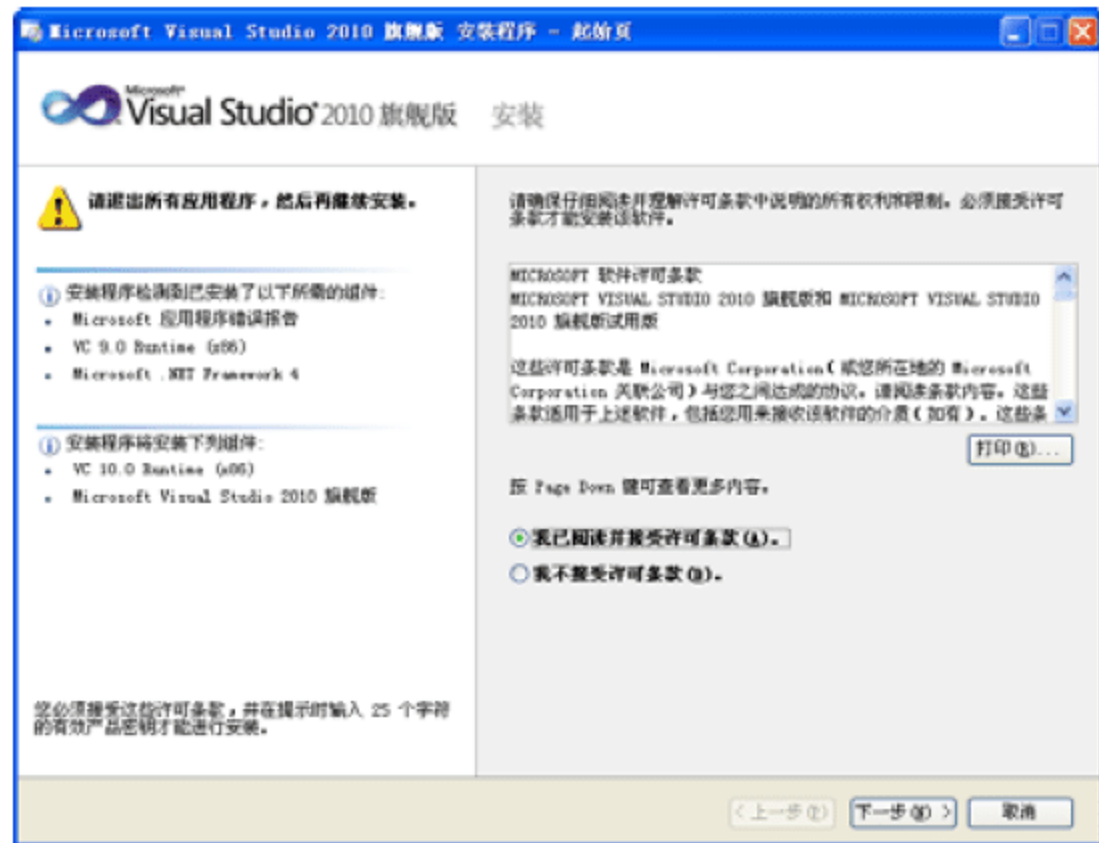 Microsoft Visual Studio 2010 旗舰版 安装程序 - 起始页
Microsoft®
Visual Studio® 2010 旗舰版 安装
请退出所有应用程序，然后再继续安装。
安装程序检测到已安装了以下所需的组件:
Microsoft 应用程序错误报告
VC 9.0 Runtime (x86)
Microsoft .NET Framework 4
安装程序将安装下列组件:
VC 10.0 Runtime (x86)
Microsoft Visual Studio 2010 旗舰版
您必须接受这些许可条款，并在提示时输入 25 个字符
的有效产品密钥才能进行安装。
请确保仔细阅读并理解许可条款中说明的所有权利和限制。必须接受许可
条款才能安装该软件。
MICROSOFT 软件许可条款
MICROSOFT VISUAL STUDIO 2010 旗舰版和 MICROSOFT VISUAL STUDIO
2010 旗舰版试用版
这些许可条款是 Microsoft Corporation（或您所在地的 Microsoft
Corporation 关联公司）与您之间达成的协议。请阅读条款内容。这些
条款适用于上述软件，包括您用来接收该软件的介质（如有）。这些条
打印(R)...
按 Page Down 键可查看更多内容。
我已阅读并接受许可条款(A)。
我不接受许可条款(D)。
< 上一步(P)
下一步(N) >
取消